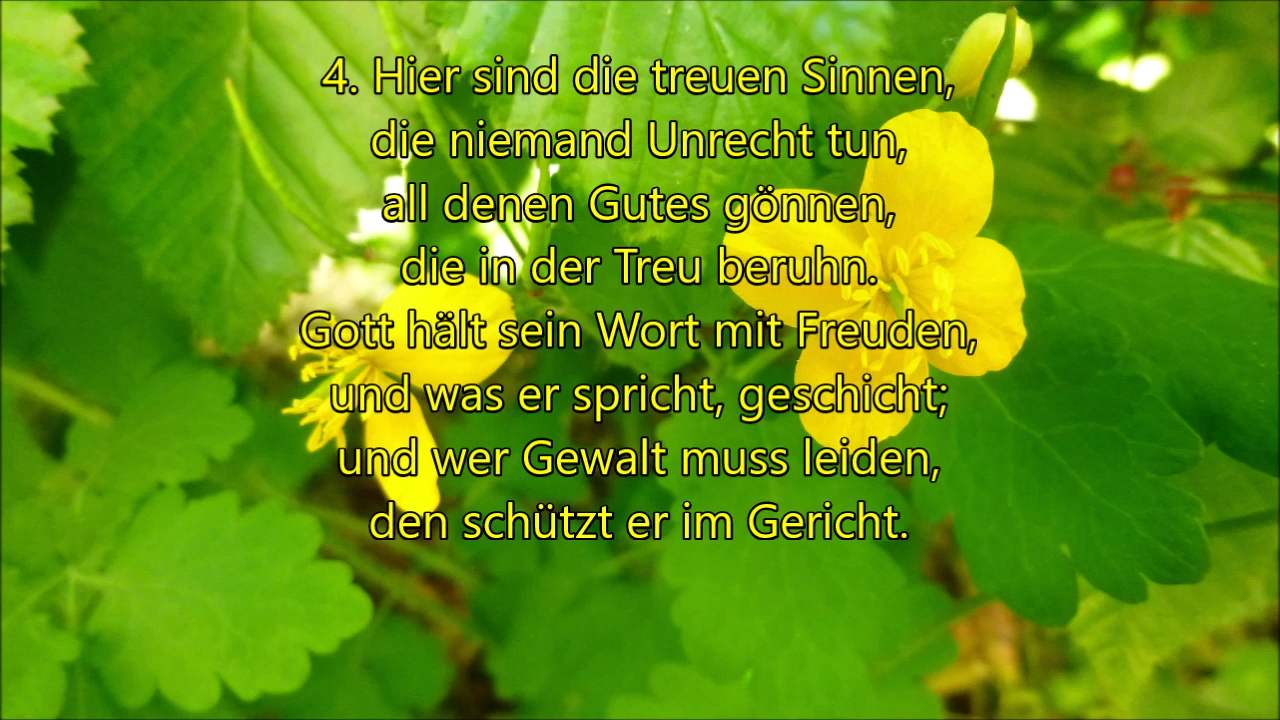 4. Hier sind die treuen Sinnen,
die niemand Unrecht tun,
all denen Gutes gönnen,
die in der Treu beruhn.
Gott hält sein Wort mit Freuden,
und was er spricht, geschicht;
und wer Gewalt muss leiden,
den schützt er im Gericht.